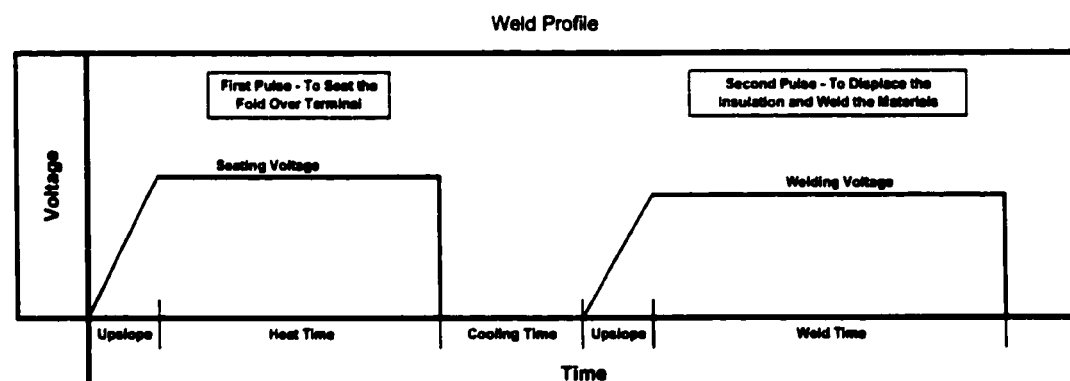 Weld Profile
First Pulse - To Seat the
Fold Over Terminal
Second Pulse - To Displace the
Insulation and Weld the Materials
Seating Voltage
Welding Voltage
Voltage
Upslope
Heat Time
Cooling Time
Upslope
Weld Time
Time